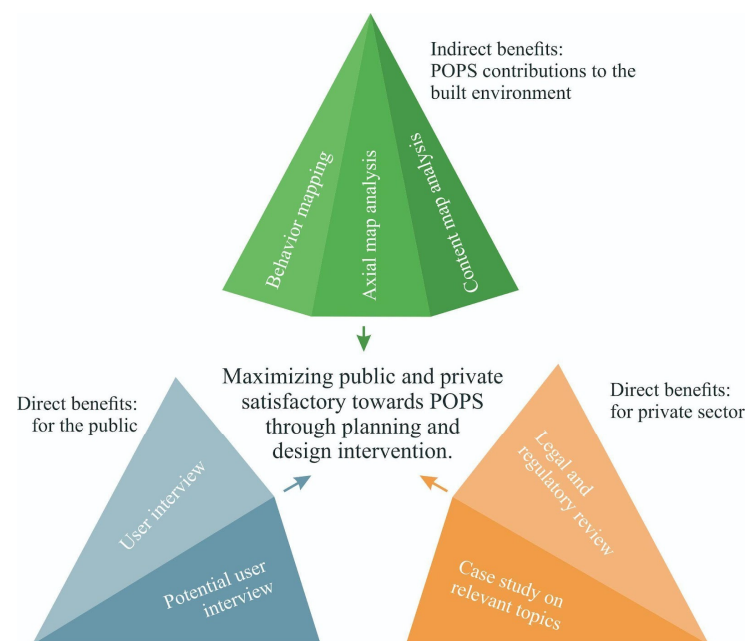 Indirect benefits:
POPS contributions to the
built environment
Behavior mapping
Axial map analysis
Content map analysis
Maximizing public and private
satisfactory towards POPS
through planning and
design intervention.
Direct benefits:
for the public
User interview
Potential user
interview
Direct benefits:
for private sector
Legal and
regulatory review
Case study on
relevant topics